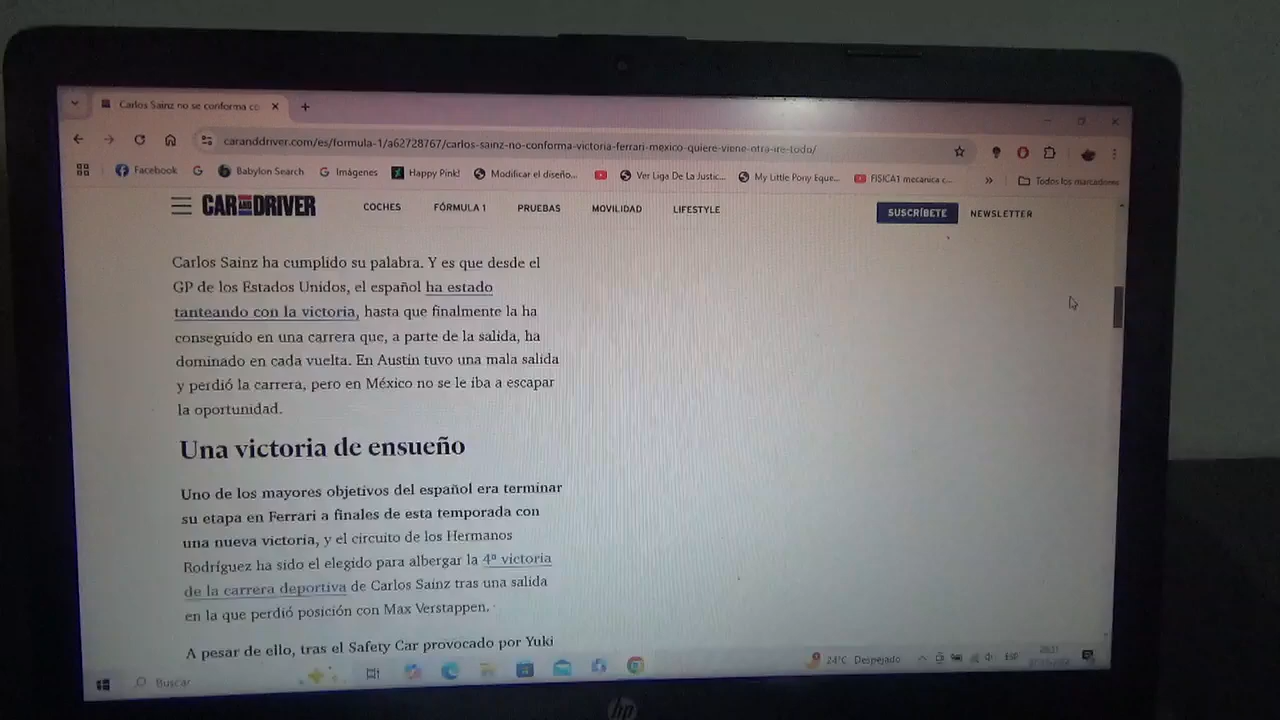 Carlos Sainz no se conforma co
caranddriver.com/es/formula-1/a62728767/carlos-sainz-no-conforma-victoria-ferrari-mexico-quiere-viene-otra-ire-todo/
Facebook Babylon Search Imágenes Happy Pink! Modificar el diseño... Ver Liga De La Justic... My Little Pony Eque... FISICA1 mecanica c... » Todos los marcadores
CAR AND DRIVER COCHES FÓRMULA 1 PRUEBAS MOVILIDAD LIFESTYLE SUSCRÍBETE NEWSLETTER
Carlos Sainz ha cumplido su palabra. Y es que desde el
GP de los Estados Unidos, el español ha estado
tanteando con la victoria, hasta que finalmente la ha
conseguido en una carrera que, a parte de la salida, ha
dominado en cada vuelta. En Austin tuvo una mala salida
y perdió la carrera, pero en México no se le iba a escapar
la oportunidad.
Una victoria de ensueño
Uno de los mayores objetivos del español era terminar
su etapa en Ferrari a finales de esta temporada con
una nueva victoria, y el circuito de los Hermanos
Rodríguez ha sido el elegido para albergar la 4ª victoria
de la carrera deportiva de Carlos Sainz tras una salida
en la que perdió posición con Max Verstappen.
A pesar de ello, tras el Safety Car provocado por Yuki
Buscar 24°C Despejado ESP
hp